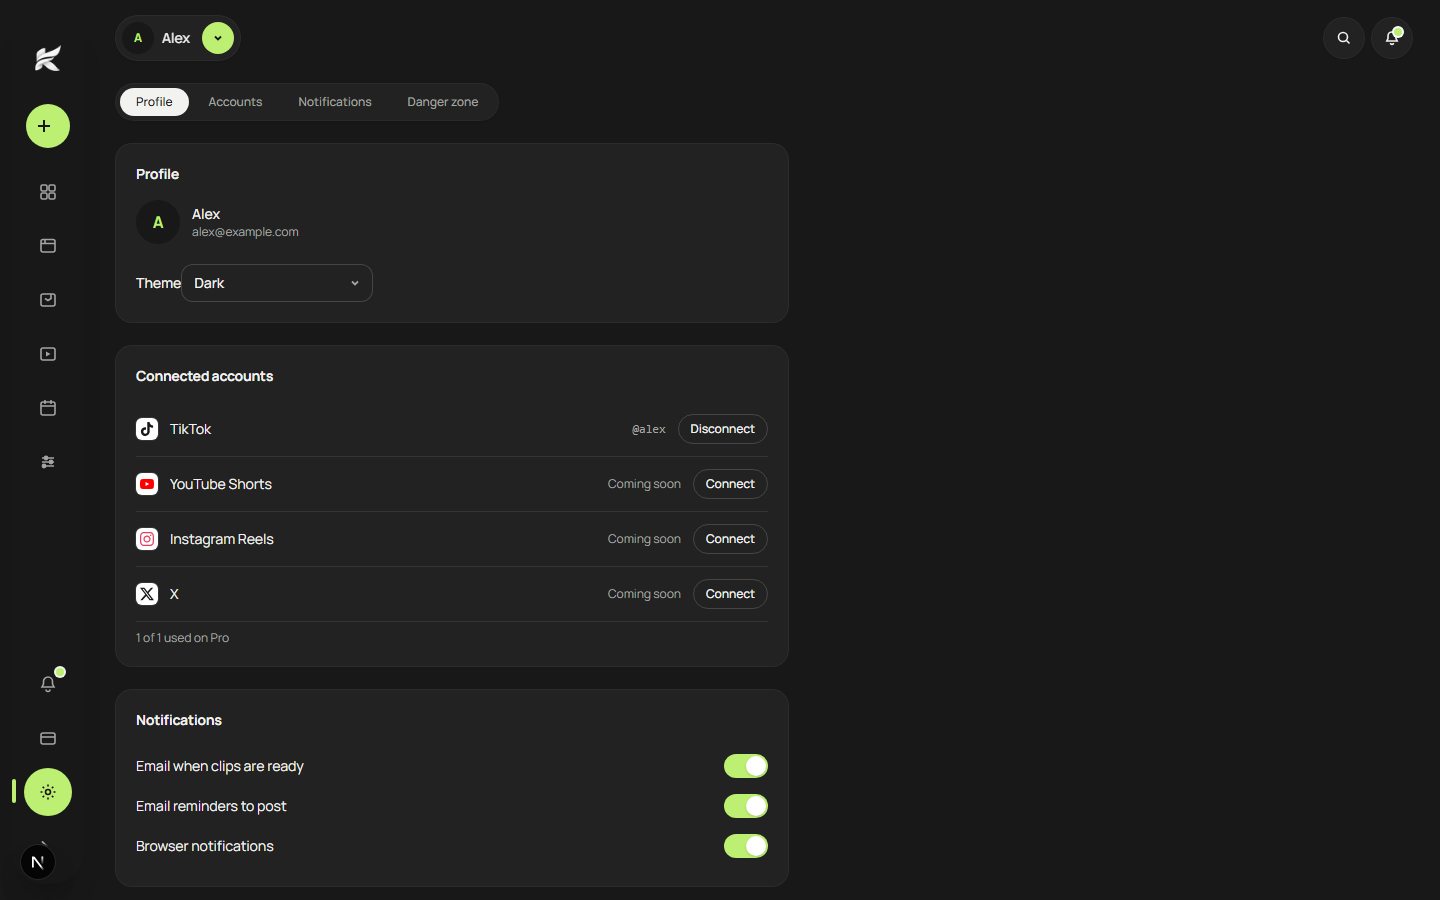 A Alex
Profile Accounts Notifications Danger zone
Profile
A
Alex
alex@example.com
Theme Dark
Connected accounts
TikTok @alex Disconnect
YouTube Shorts Coming soon Connect
Instagram Reels Coming soon Connect
X Coming soon Connect
1 of 1 used on Pro
Notifications
Email when clips are ready
Email reminders to post
Browser notifications
N